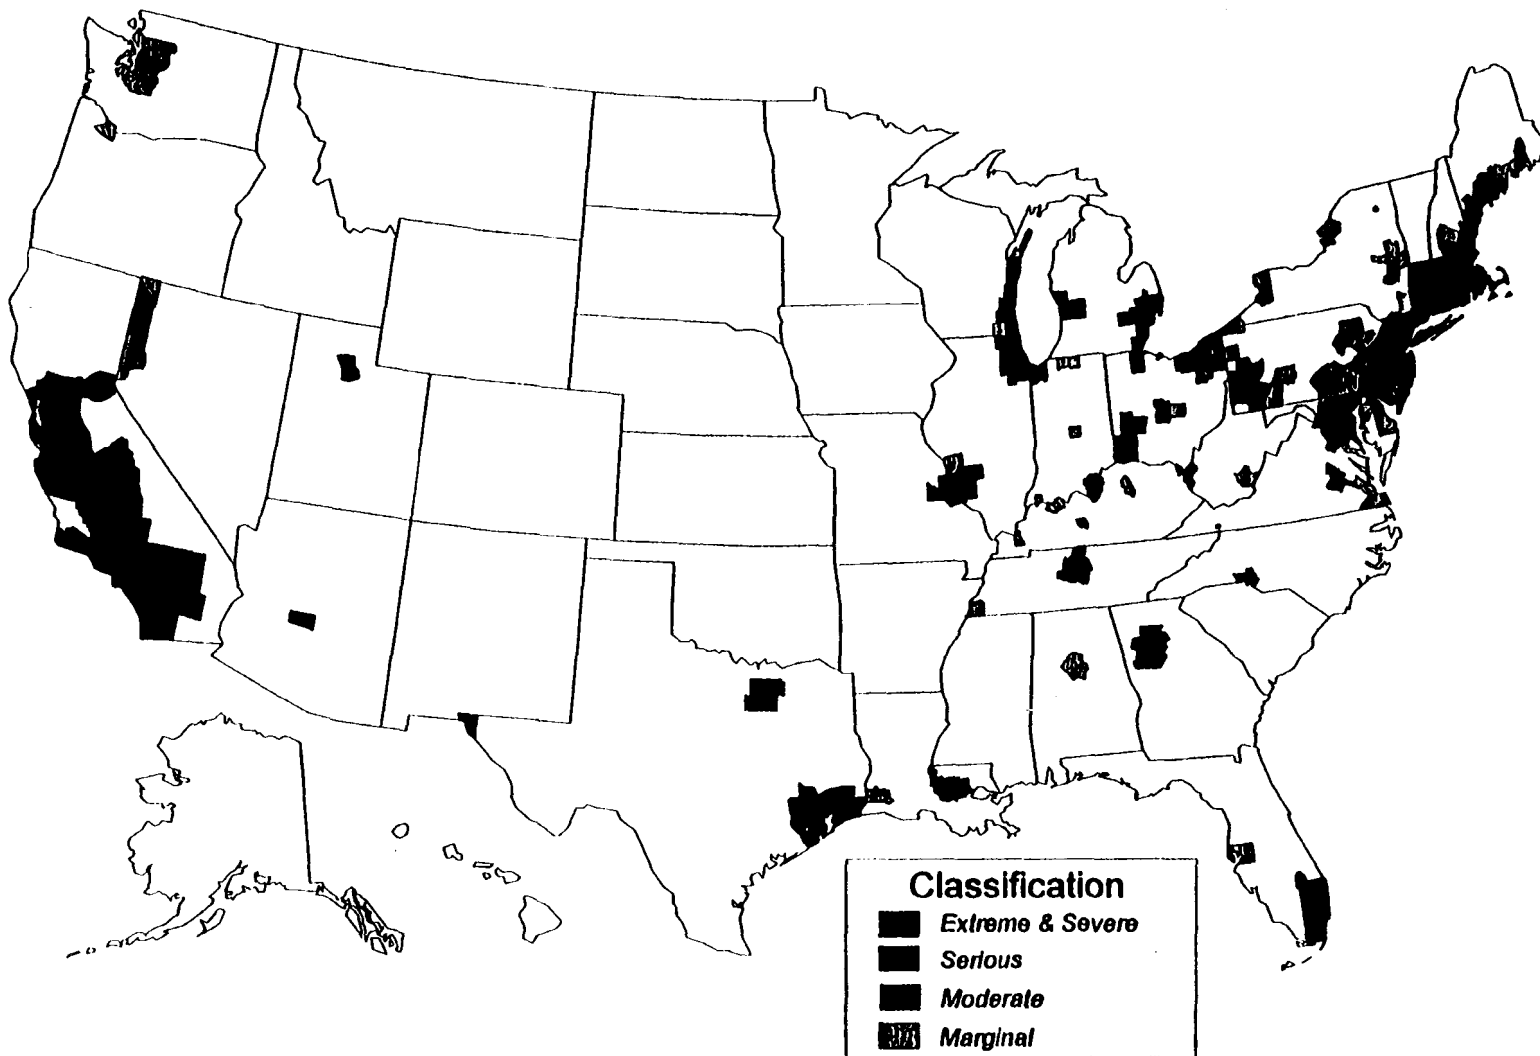 Classification
Extreme & Severe
Serious
Moderate
Marginal